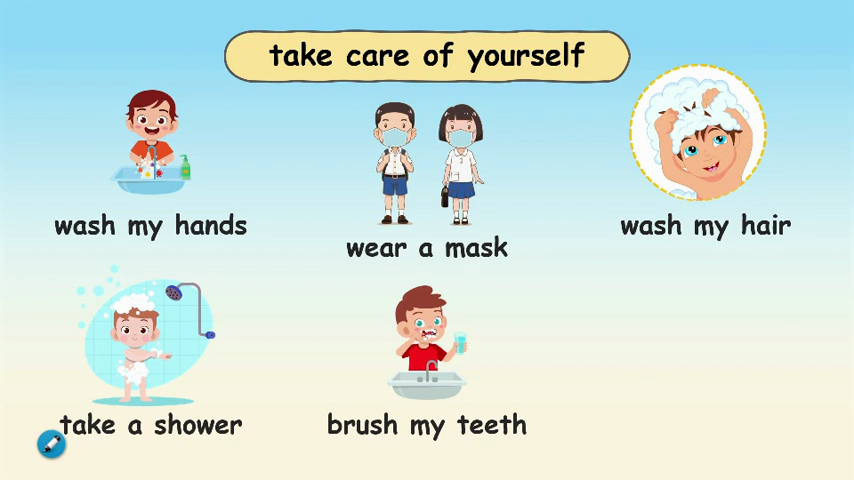 take care of yourself
wash my hands
wear a mask
wash my hair
take a shower
brush my teeth